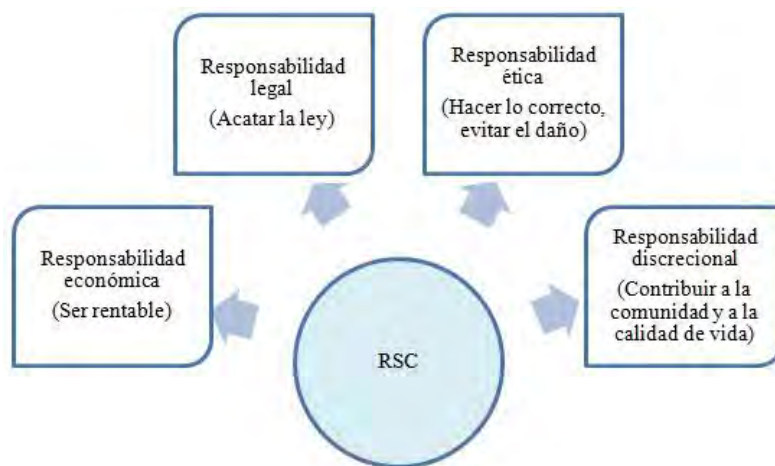 Responsabilidad
legal
(Acatar la ley)
Responsabilidad
ética
(Hacer lo correcto,
evitar el daño)
Responsabilidad
económica
(Ser rentable)
Responsabilidad
discrecional
(Contribuir a la
comunidad y a la
calidad de vida)
RSC